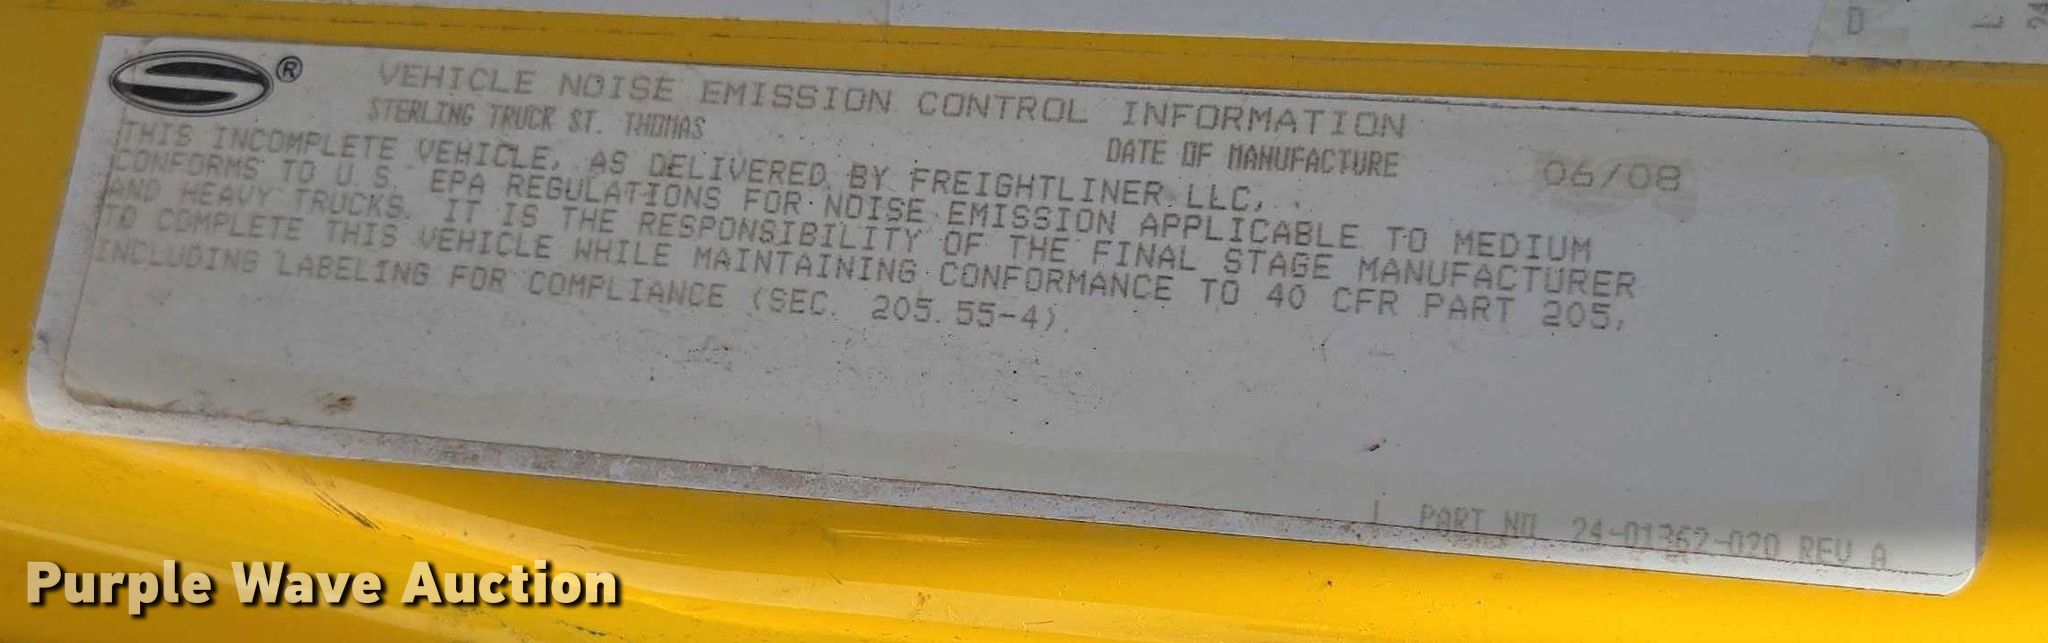 D L 24
®
VEHICLE NOISE EMISSION CONTROL INFORMATION
STERLING TRUCK ST. THOMAS
DATE OF MANUFACTURE 06/08
THIS INCOMPLETE VEHICLE, AS DELIVERED BY FREIGHTLINER LLC,
CONFORMS TO U.S. EPA REGULATIONS FOR NOISE EMISSION APPLICABLE TO MEDIUM
AND HEAVY TRUCKS. IT IS THE RESPONSIBILITY OF THE FINAL STAGE MANUFACTURER
TO COMPLETE THIS VEHICLE WHILE MAINTAINING CONFORMANCE TO 40 CFR PART 205,
INCLUDING LABELING FOR COMPLIANCE (SEC. 205.55-4).
PART NO. 24-01362-020 REV A
Purple Wave Auction